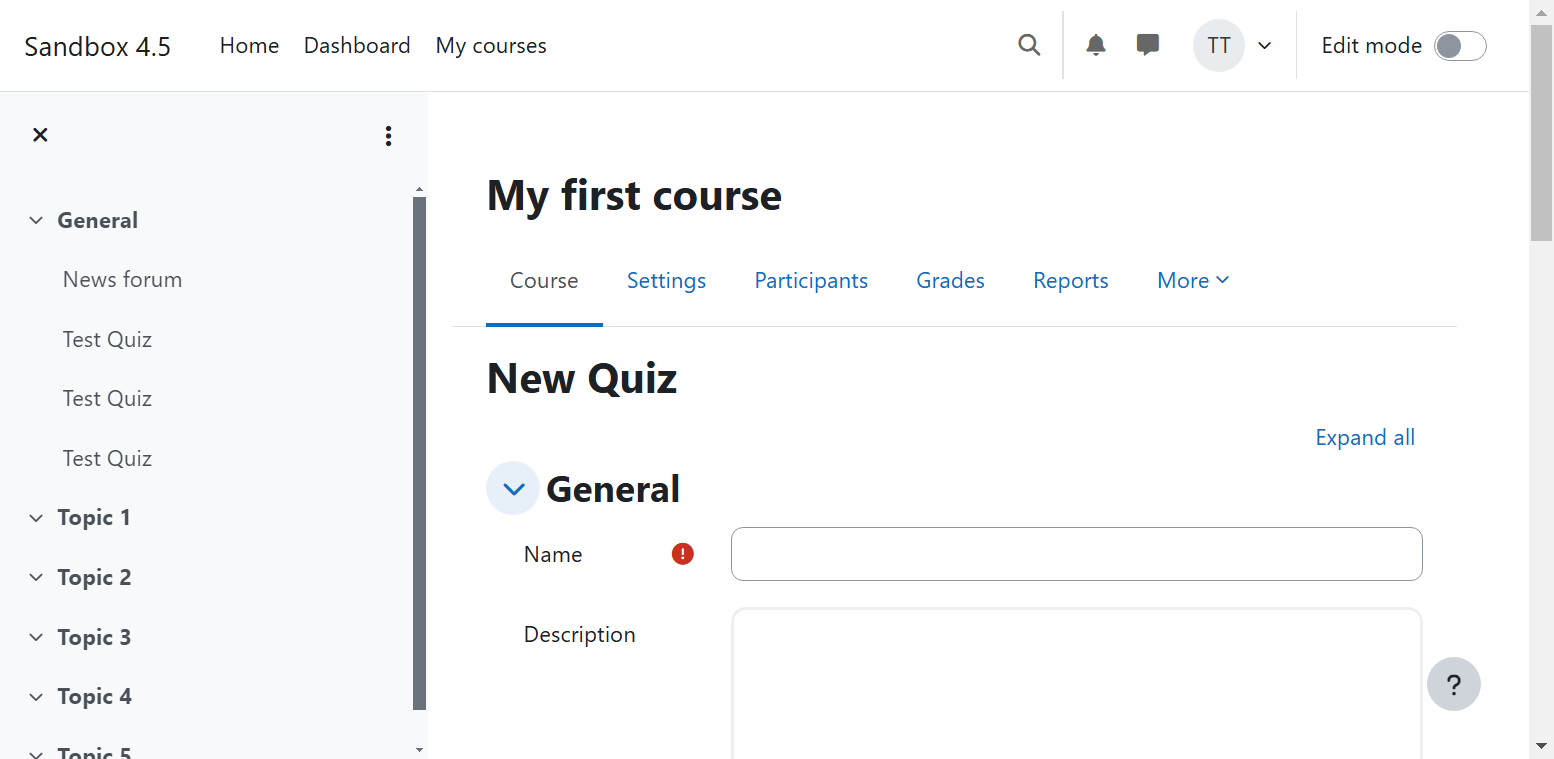 Sandbox 4.5 Home Dashboard My courses TT Edit mode
General
News forum
Test Quiz
Test Quiz
Test Quiz
Topic 1
Topic 2
Topic 3
Topic 4
Topic 5
My first course
Course Settings Participants Grades Reports More
New Quiz
Expand all
General
Name !
Description
?